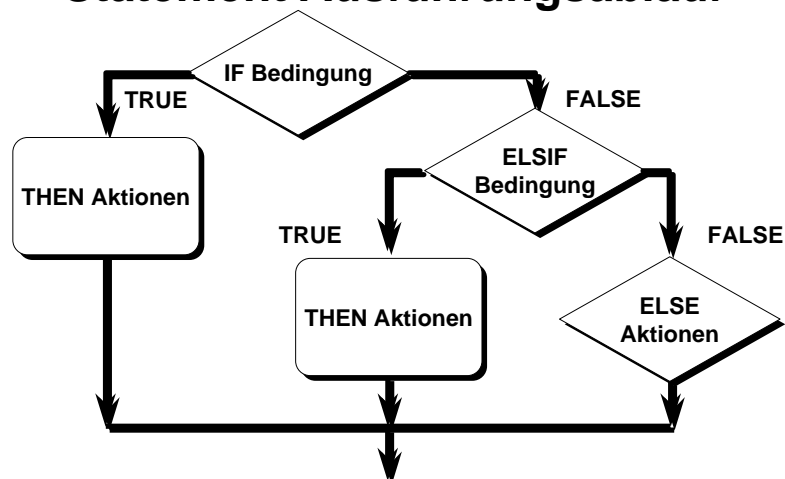 IF Bedingung
TRUE
FALSE
THEN Aktionen
ELSIF
Bedingung
TRUE
FALSE
THEN Aktionen
ELSE
Aktionen